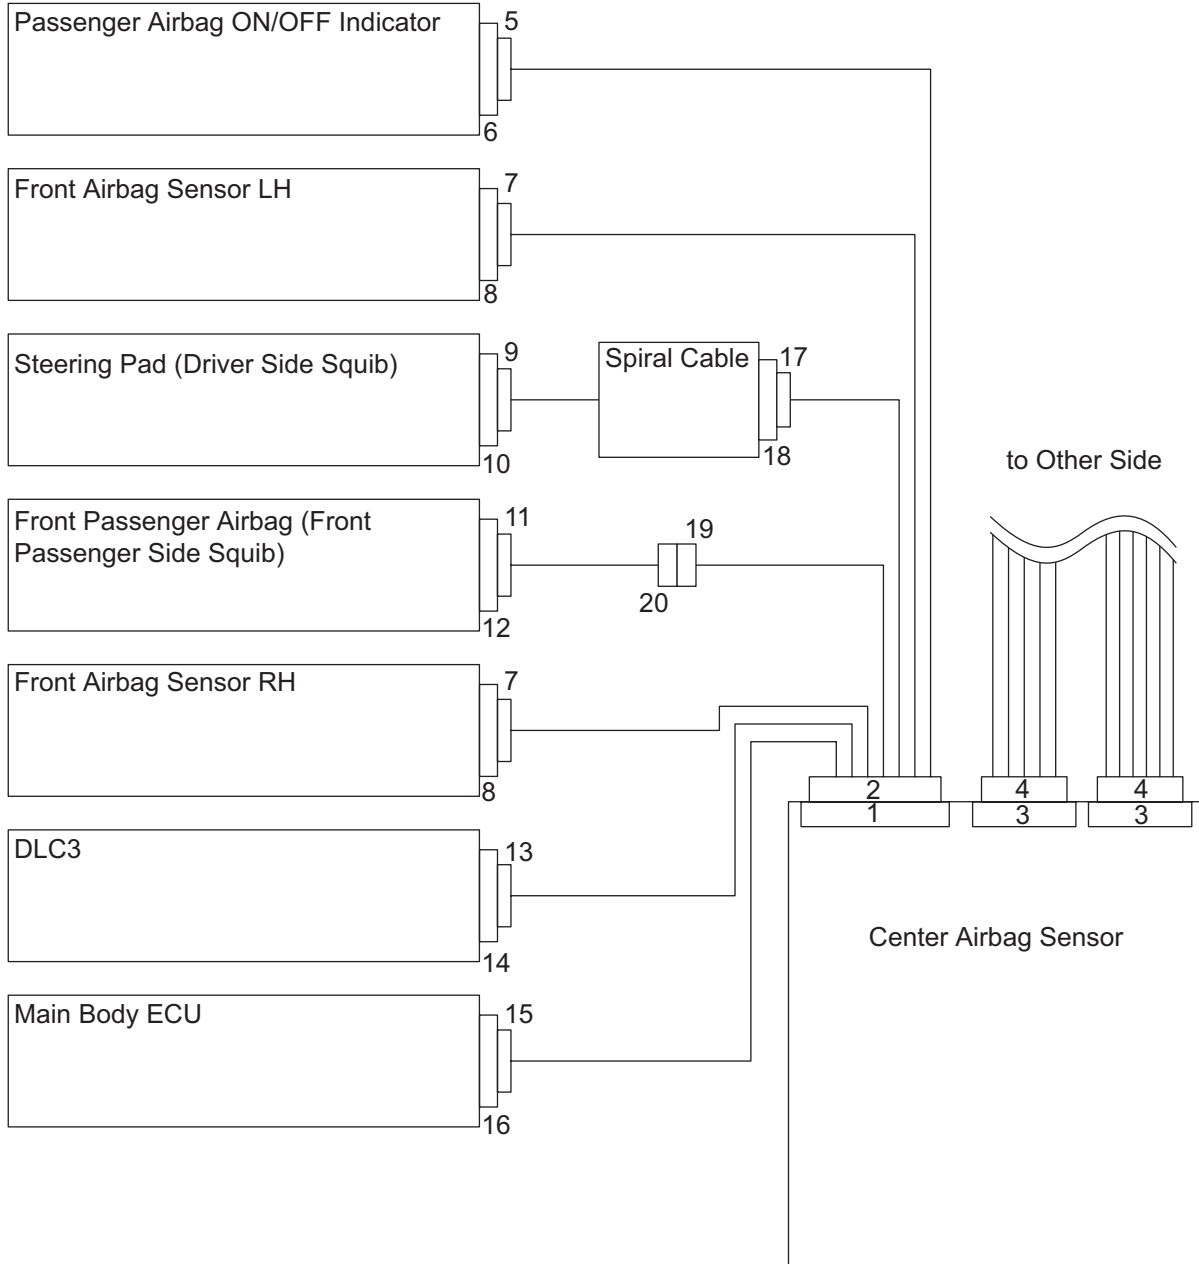 Passenger Airbag ON/OFF Indicator
5
6
Front Airbag Sensor LH
7
8
Steering Pad (Driver Side Squib)
9
10
Spiral Cable
17
18
to Other Side
Front Passenger Airbag (Front
Passenger Side Squib)
11
12
19
20
Front Airbag Sensor RH
7
8
2
4
4
1
3
3
DLC3
13
14
Center Airbag Sensor
Main Body ECU
15
16